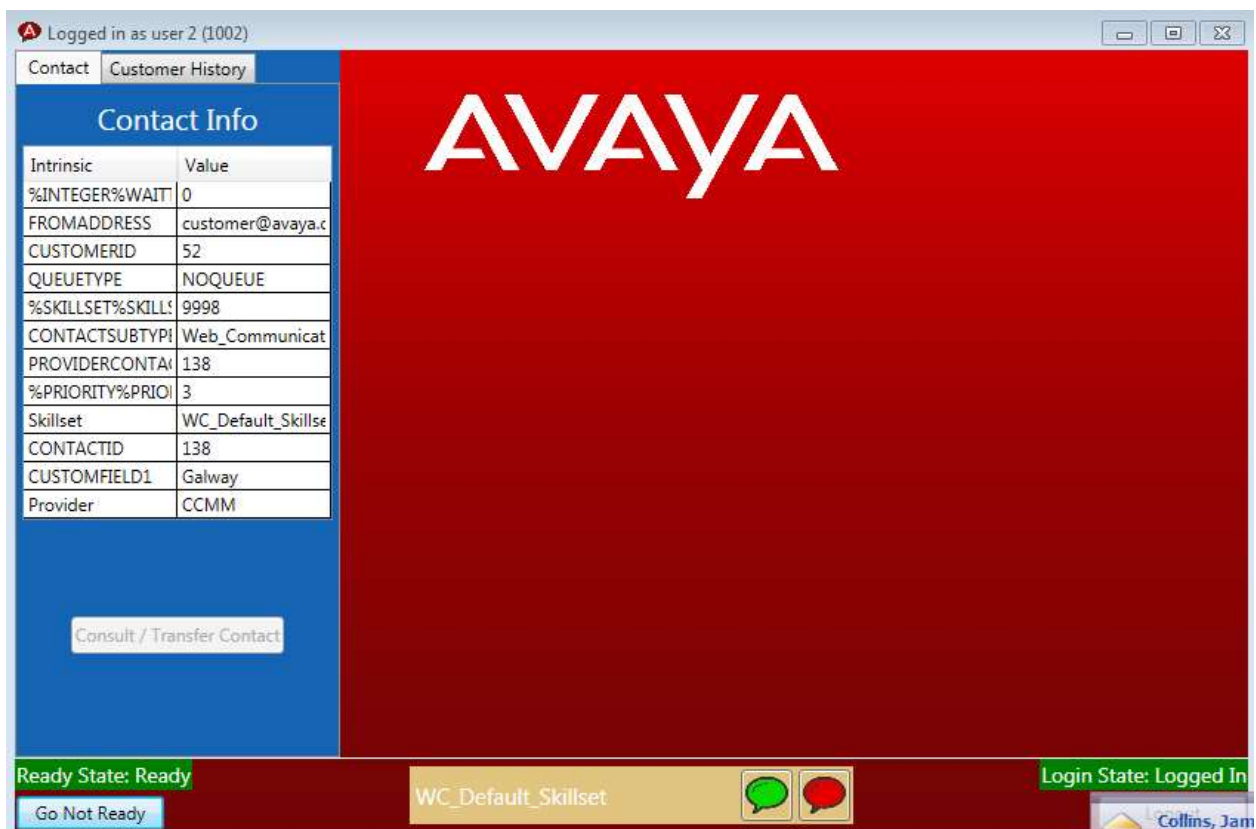 Logged in as user 2 (1002)
Contact Customer History
Contact Info
AVAYA
Intrinsic Value
%INTEGER%WAIT 0
FROMADDRESS customer@avaya.c
CUSTOMERID 52
QUEUETYPE NOQUEUE
%SKILLSET%SKILLS 9998
CONTACTSUBTYPE Web_Communicat
PROVIDERCONTA 138
%PRIORITY%PRIO 3
Skillset WC_Default_Skillse
CONTACTID 138
CUSTOMFIELD1 Galway
Provider CCMM
Consult / Transfer Contact
Ready State: Ready
Login State: Logged In
WC_Default_Skillset
Go Not Ready
Collins, Jam